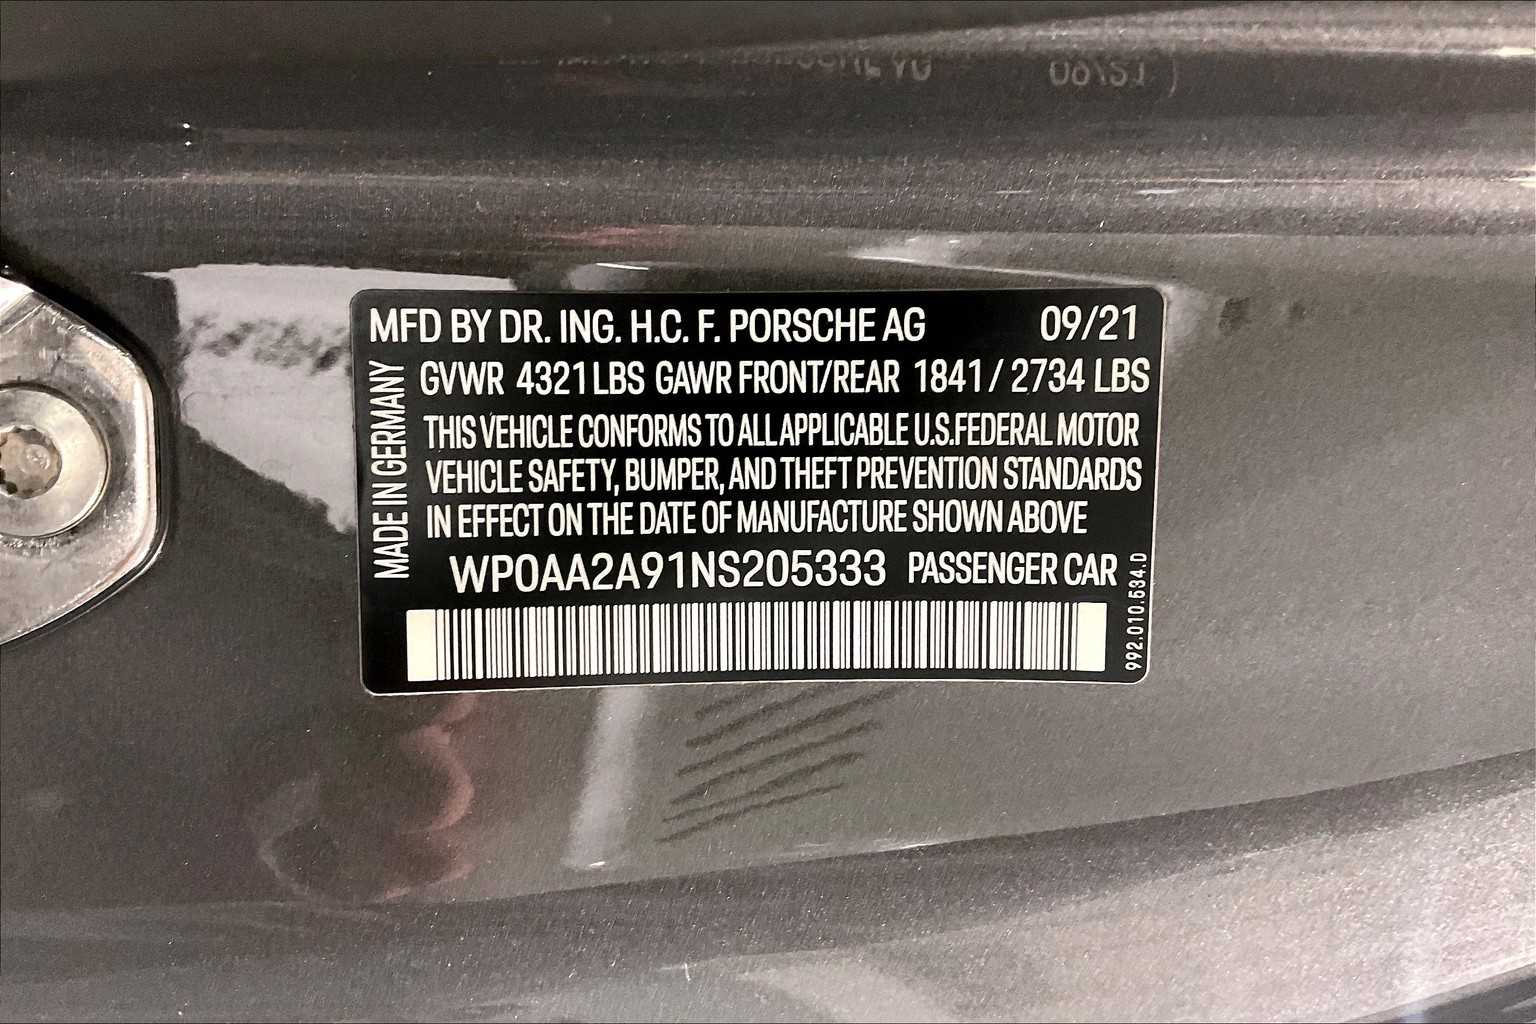 MFD BY DR. ING. H.C. F. PORSCHE AG 09/21
GVWR 4321 LBS GAWR FRONT/REAR 1841 / 2734 LBS
THIS VEHICLE CONFORMS TO ALL APPLICABLE U.S.FEDERAL MOTOR
VEHICLE SAFETY, BUMPER, AND THEFT PREVENTION STANDARDS
IN EFFECT ON THE DATE OF MANUFACTURE SHOWN ABOVE
WP0AA2A91NS205333 PASSENGER CAR
MADE IN GERMANY
992.010.534.D